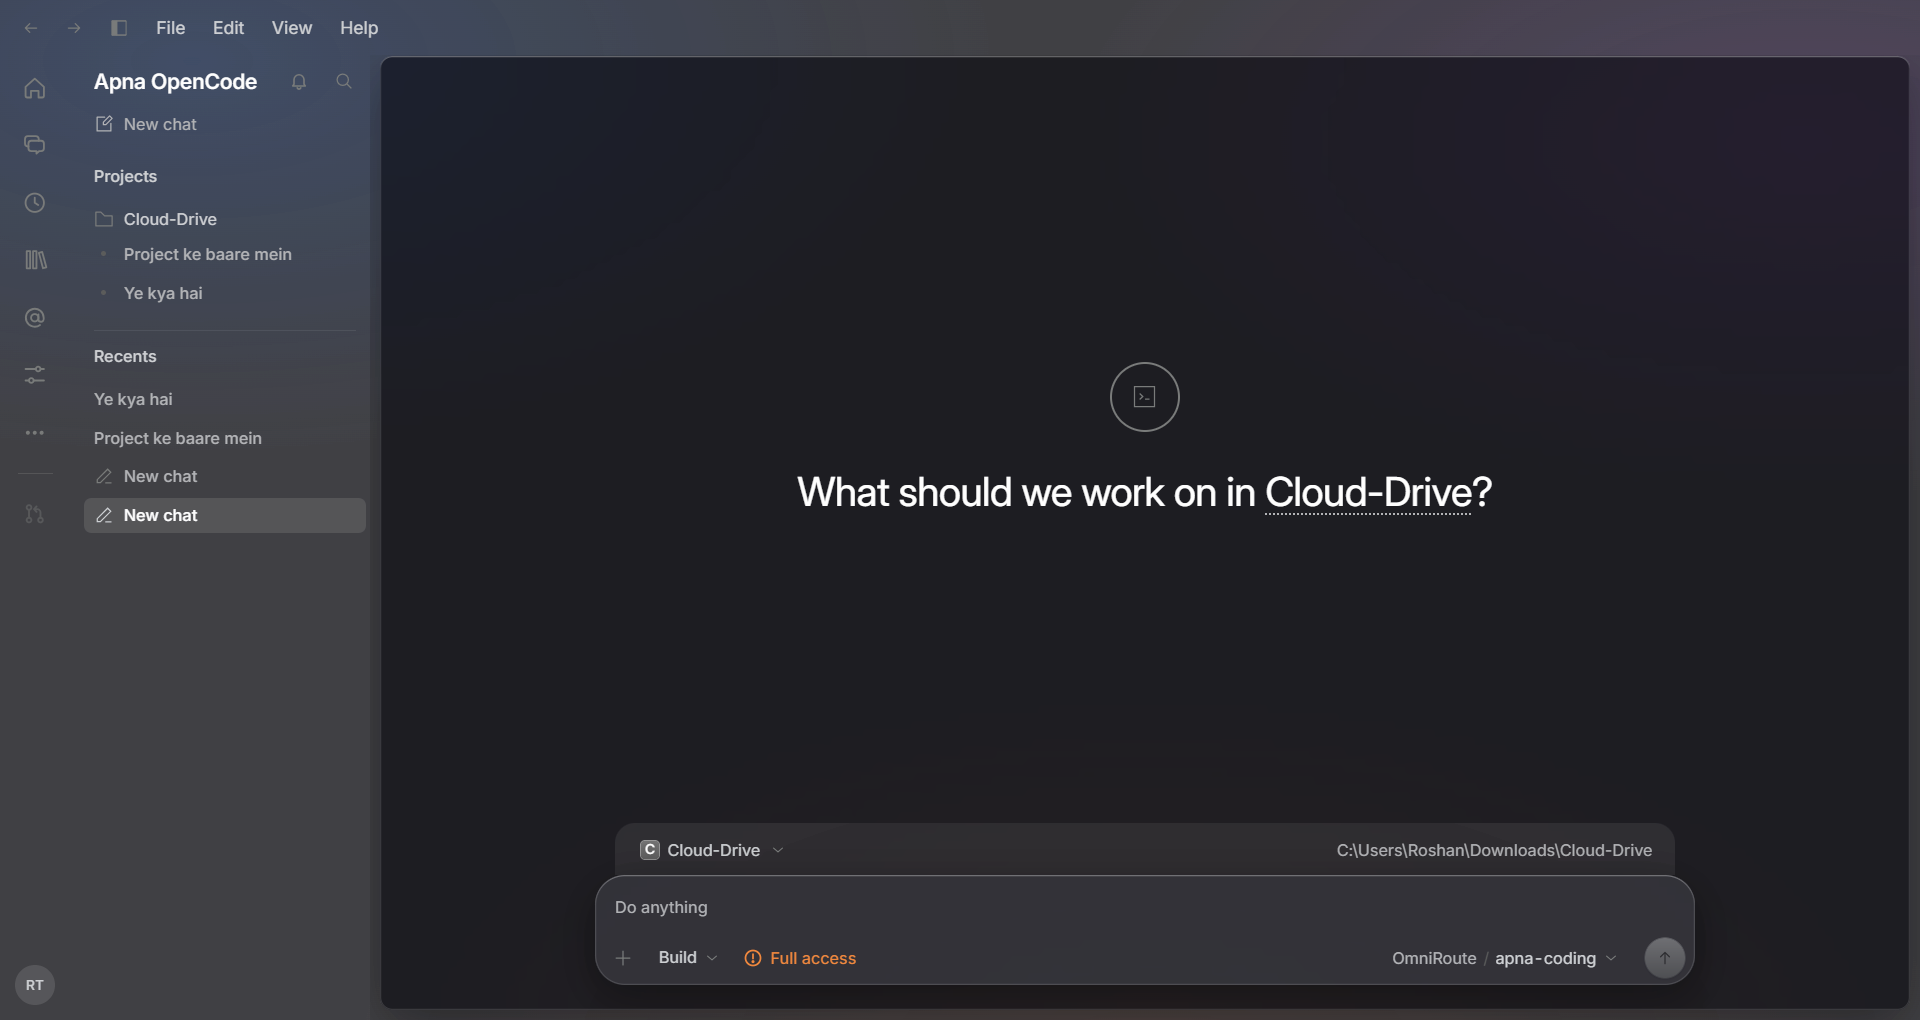 File Edit View Help
Apna OpenCode
New chat
Projects
Cloud-Drive
Project ke baare mein
Ye kya hai
Recents
Ye kya hai
Project ke baare mein
New chat
New chat
RT
What should we work on in Cloud-Drive?
C Cloud-Drive C:\Users\Roshan\Downloads\Cloud-Drive
Do anything
Build Full access OmniRoute / apna-coding